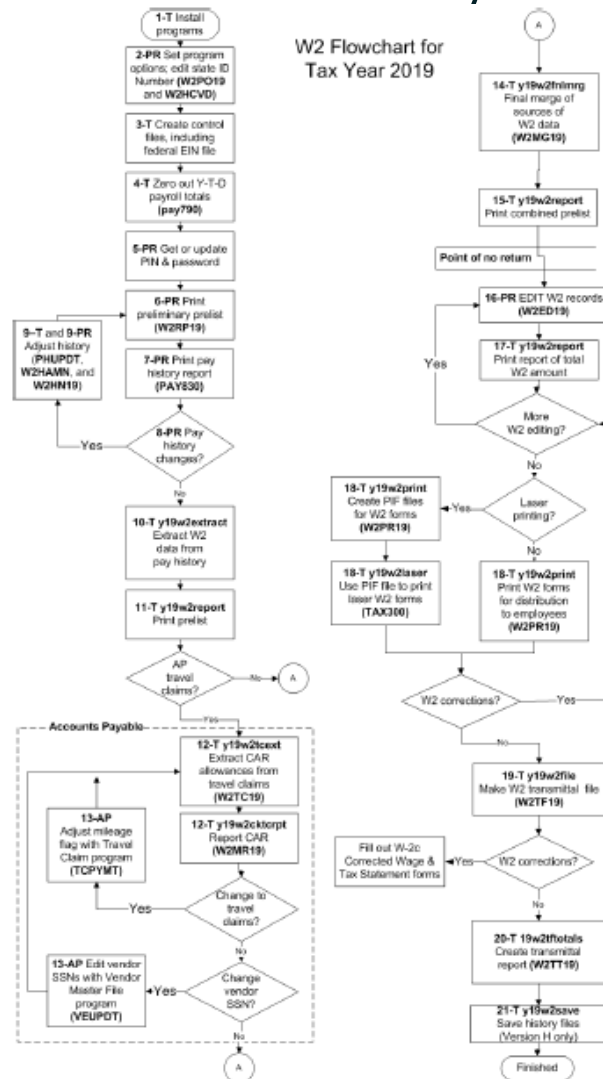 1-T Install
programs
2-PR Set program
options; edit state ID
Number (W2PO19
and W2HCVD)
3-T Create control
files, including
federal EIN file
4-T Zero out Y-T-D
payroll totals
(pay790)
5-PR Get or update
PIN & password
6-PR Print
preliminary prelist
(W2RP19)
9-T and 9-PR
Adjust history
(PHUPDT,
W2HAMN, and
W2HN19)
7-PR Print pay
history report
(PAY830)
8-PR Pay
history
changes?
Yes
No
10-T y19w2extract
Extract W2
data from
pay history
11-T y19w2report
Print prelist
AP
travel
claims?
No
A
Yes
Accounts Payable
12-T y19w2tcext
Extract CAR
allowances from
travel claims
(W2TC19)
13-AP
Adjust mileage
flag with Travel
Claim program
(TCPYMT)
12-T y19w2cktcrpt
Report CAR
(W2MR19)
Change to
travel
claims?
Yes
No
13-AP Edit vendor
SSNs with Vendor
Master File
program
(VEUPDT)
Yes
Change
vendor
SSN?
No
A
W2 Flowchart for
Tax Year 2019
A
14-T y19w2fnlmrg
Final merge of
sources of
W2 data
(W2MG19)
15-T y19w2report
Print combined prelist
Point of no return
16-PR EDIT W2 records
(W2ED19)
17-T y19w2report
Print report of total
W2 amount
Yes
More
W2 editing?
No
18-T y19w2print
Create PIF files
for W2 forms
(W2PR19)
Yes
Laser
printing?
No
18-T y19w2laser
Use PIF file to print
laser W2 forms
(TAX300)
18-T y19w2print
Print W2 forms
for distribution
to employees
(W2PR19)
W2 corrections?
Yes
No
19-T y19w2file
Make W2 transmittal file
(W2TF19)
Fill out W-2c
Corrected Wage &
Tax Statement forms
Yes
W2 corrections?
No
20-T 19w2tftotals
Create transmittal
report (W2TT19)
21-T y19w2save
Save history files
(Version H only)
Finished